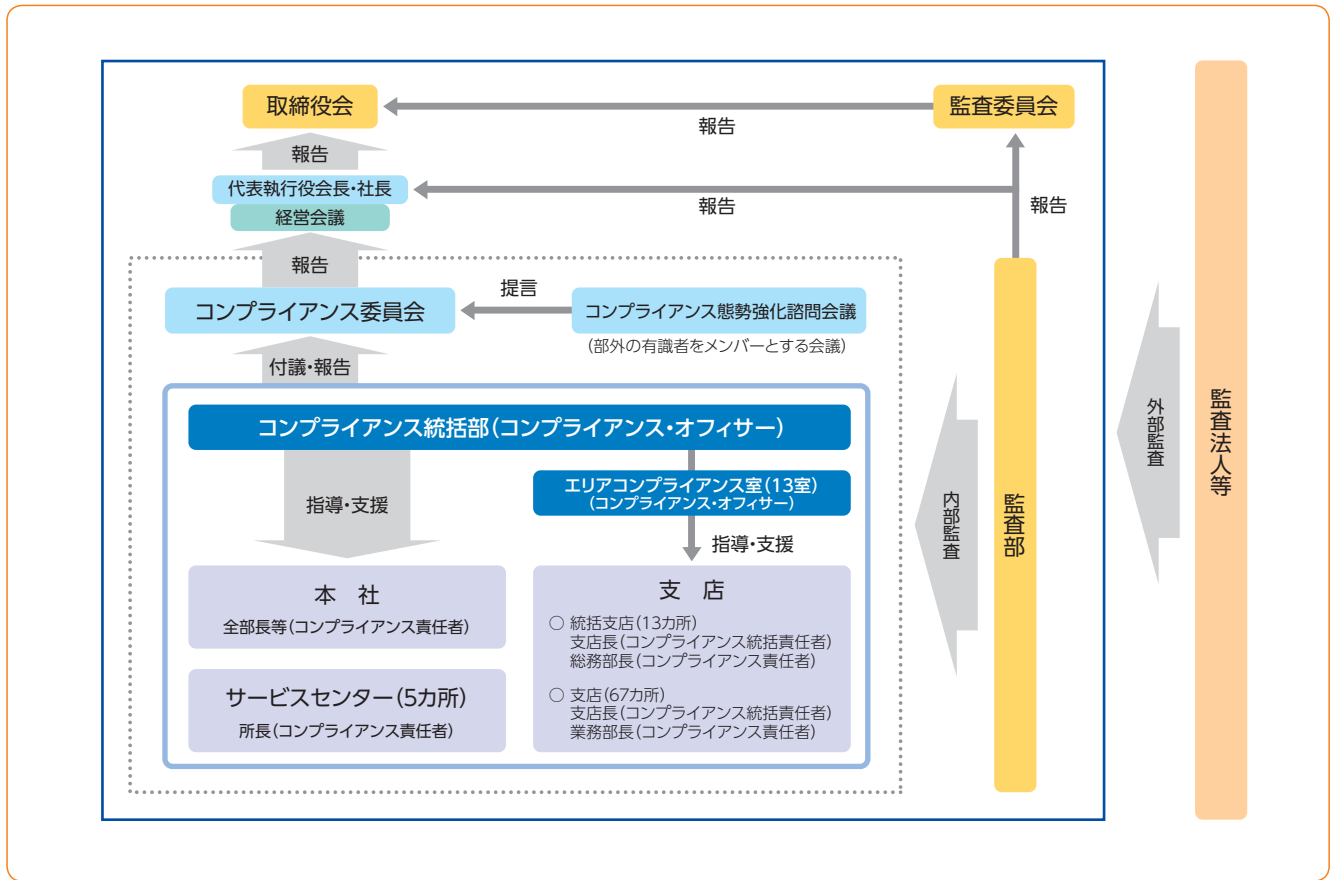 取締役会
監査委員会
報告
報告
代表執行役会長・社長
経営会議
報告
報告
報告
コンプライアンス委員会
提言
コンプライアンス態勢強化諮問会議
(部外の有識者をメンバーとする会議)
付議・報告
コンプライアンス統括部(コンプライアンス・オフィサー)
エリアコンプライアンス室(13室)
(コンプライアンス・オフィサー)
指導・支援
指導・支援
本　社
全部長等(コンプライアンス責任者)
サービスセンター(5カ所)
所長(コンプライアンス責任者)
支　店
○ 統括支店(13カ所)
支店長(コンプライアンス統括責任者)
総務部長(コンプライアンス責任者)
○ 支店(67カ所)
支店長(コンプライアンス統括責任者)
業務部長(コンプライアンス責任者)
内部監査
監査部
外部監査
監査法人等